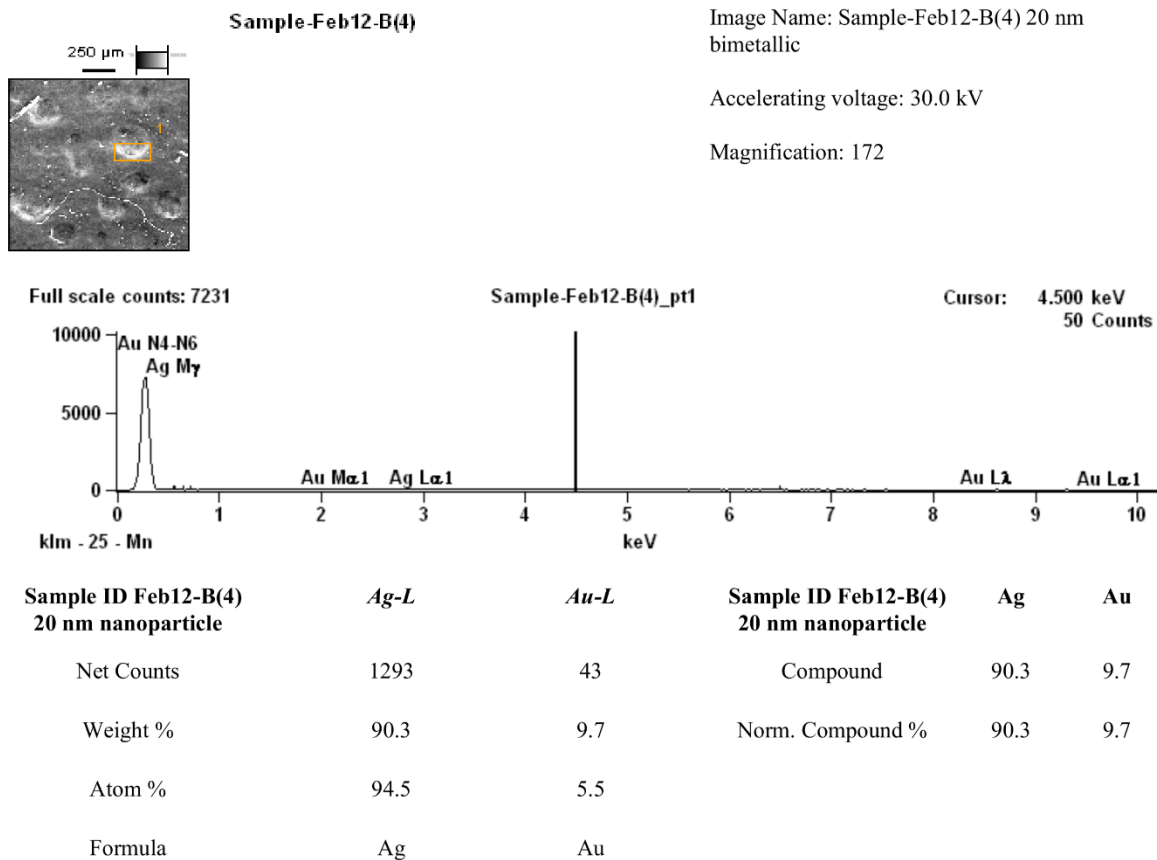 Sample-Feb12-B(4)
Image Name: Sample-Feb12-B(4) 20 nm
bimetallic
250 µm
Accelerating voltage: 30.0 kV
Magnification: 172
1
Full scale counts: 7231
Sample-Feb12-B(4)_pt1
Cursor: 4.500 keV
50 Counts
10000
Au N4-N6
Ag Mγ
5000
Au Mα1 Ag Lα1 Au Lλ Au Lα1
0
0 1 2 3 4 5 6 7 8 9 10
klm - 25 - Mn keV
Sample ID Feb12-B(4) Ag-L Au-L Sample ID Feb12-B(4) Ag Au
20 nm nanoparticle 20 nm nanoparticle
Net Counts 1293 43 Compound 90.3 9.7
Weight % 90.3 9.7 Norm. Compound % 90.3 9.7
Atom % 94.5 5.5
Formula Ag Au